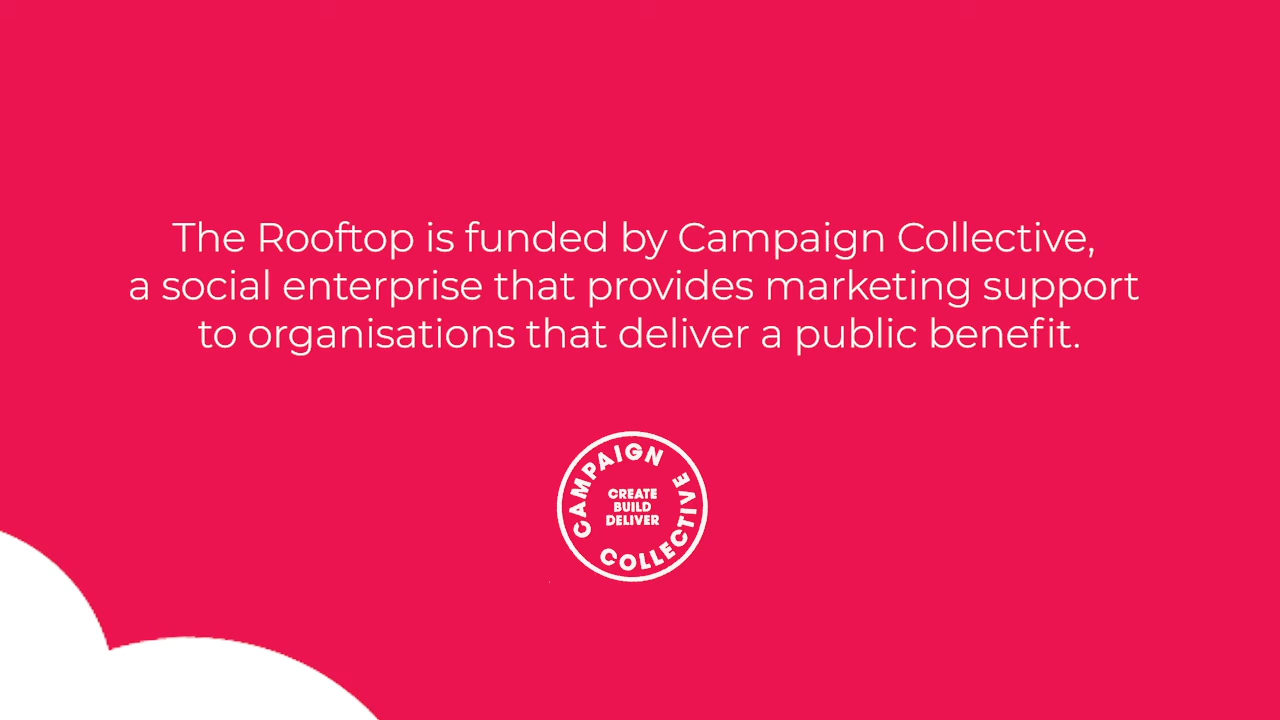 The Rooftop is funded by Campaign Collective,
a social enterprise that provides marketing support
to organisations that deliver a public benefit.
CAMPAIGN COLLECTIVE
CREATE
BUILD
DELIVER